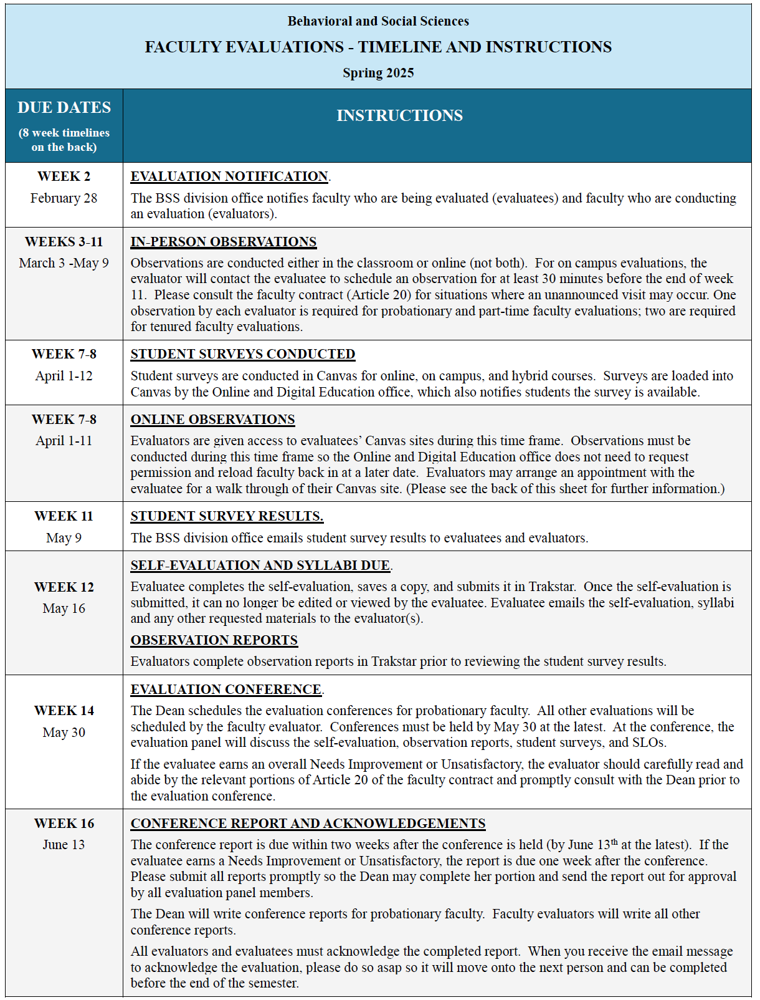 Behavioral and Social Sciences
FACULTY EVALUATIONS - TIMELINE AND INSTRUCTIONS
Spring 2025
DUE DATES
(8 week timelines
on the back)
INSTRUCTIONS
WEEK 2
February 28
EVALUATION NOTIFICATION.
The BSS division office notifies faculty who are being evaluated (evaluatees) and faculty who are conducting
an evaluation (evaluators).
WEEKS 3-11
March 3 -May 9
IN-PERSON OBSERVATIONS
Observations are conducted either in the classroom or online (not both).  For on campus evaluations, the
evaluator will contact the evaluatee to schedule an observation for at least 30 minutes before the end of week
11.  Please consult the faculty contract (Article 20) for situations where an unannounced visit may occur. One
observation by each evaluator is required for probationary and part-time faculty evaluations; two are required
for tenured faculty evaluations.
WEEK 7-8
April 1-12
STUDENT SURVEYS CONDUCTED
Student surveys are conducted in Canvas for online, on campus, and hybrid courses.  Surveys are loaded into
Canvas by the Online and Digital Education office, which also notifies students the survey is available.
WEEK 7-8
April 1-11
ONLINE OBSERVATIONS
Evaluators are given access to evaluatees’ Canvas sites during this time frame.  Observations must be
conducted during this time frame so the Online and Digital Education office does not need to request
permission and reload faculty back in at a later date.  Evaluators may arrange an appointment with the
evaluatee for a walk through of their Canvas site. (Please see the back of this sheet for further information.)
WEEK 11
May 9
STUDENT SURVEY RESULTS.
The BSS division office emails student survey results to evaluatees and evaluators.
WEEK 12
May 16
SELF-EVALUATION AND SYLLABI DUE.
Evaluatee completes the self-evaluation, saves a copy, and submits it in Trakstar.  Once the self-evaluation is
submitted, it can no longer be edited or viewed by the evaluatee. Evaluatee emails the self-evaluation, syllabi
and any other requested materials to the evaluator(s).
OBSERVATION REPORTS
Evaluators complete observation reports in Trakstar prior to reviewing the student survey results.
WEEK 14
May 30
EVALUATION CONFERENCE.
The Dean schedules the evaluation conferences for probationary faculty.  All other evaluations will be
scheduled by the faculty evaluator.  Conferences must be held by May 30 at the latest.  At the conference, the
evaluation panel will discuss the self-evaluation, observation reports, student surveys, and SLOs.
If the evaluatee earns an overall Needs Improvement or Unsatisfactory, the evaluator should carefully read and
abide by the relevant portions of Article 20 of the faculty contract and promptly consult with the Dean prior to
the evaluation conference.
WEEK 16
June 13
CONFERENCE REPORT AND ACKNOWLEDGEMENTS
The conference report is due within two weeks after the conference is held (by June 13th at the latest).  If the
evaluatee earns a Needs Improvement or Unsatisfactory, the report is due one week after the conference.
Please submit all reports promptly so the Dean may complete her portion and send the report out for approval
by all evaluation panel members.
The Dean will write conference reports for probationary faculty.  Faculty evaluators will write all other
conference reports.
All evaluators and evaluatees must acknowledge the completed report.  When you receive the email message
to acknowledge the evaluation, please do so asap so it will move onto the next person and can be completed
before the end of the semester.